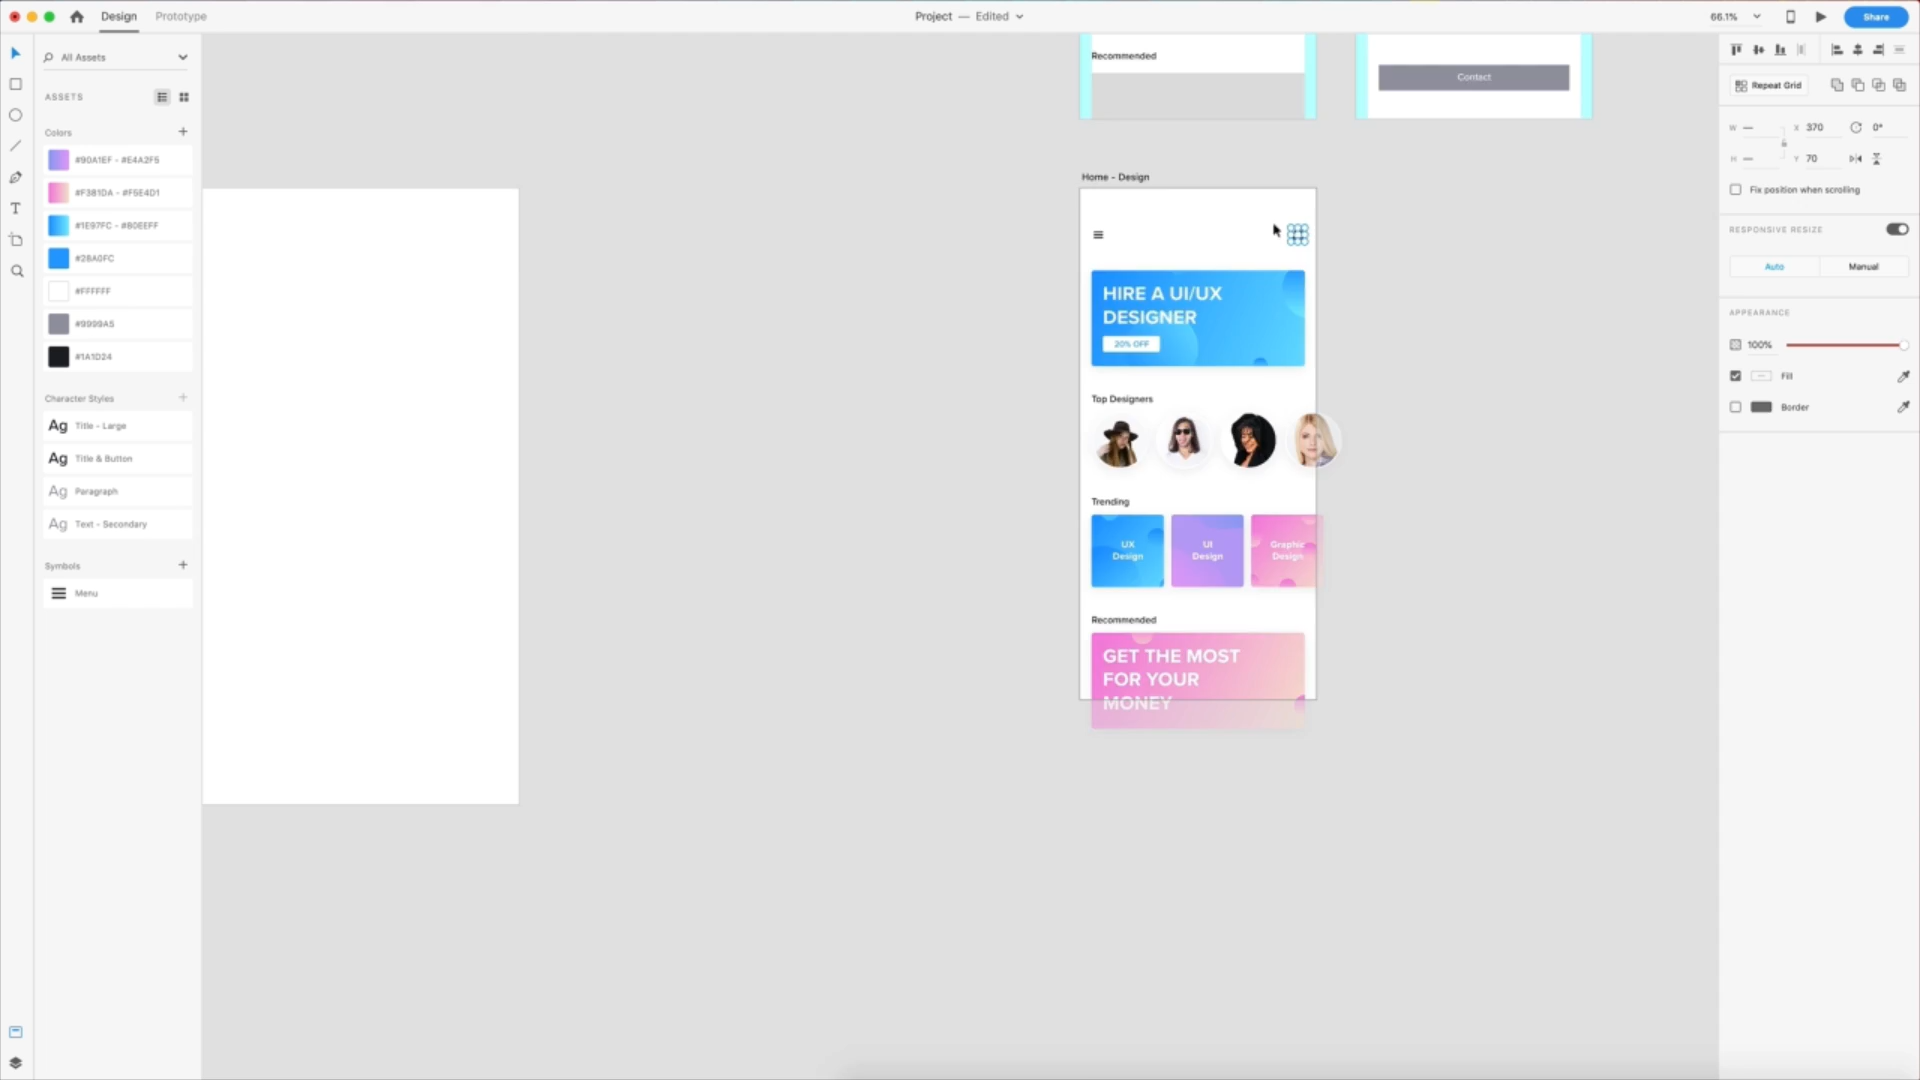 Design Prototype Project — Edited 66.1% Share
All Assets
ASSETS
Colors
#90A1EF - #E4A2F5
#F381DA - #F5E4D1
#1E97FC - #80EEFF
#28A0FC
#FFFFFF
#9999A5
#1A1D24
Character Styles
Ag Title - Large
Ag Title & Button
Ag Paragraph
Ag Text - Secondary
Symbols
Menu
Recommended
Contact
Home - Design
HIRE A UI/UX
DESIGNER
20% OFF
Top Designers
Trending
UX
Design
UI
Design
Graphic
Design
Recommended
GET THE MOST
FOR YOUR
MONEY
Repeat Grid
W — X 370 0°
H — Y 70
Fix position when scrolling
RESPONSIVE RESIZE
Auto Manual
APPEARANCE
100%
Fill
Border